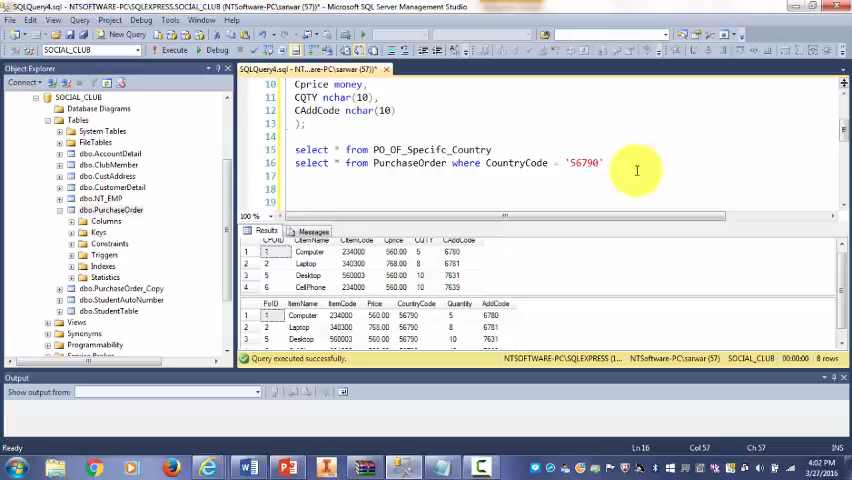 SQLQuery4.sql - NTSOFTWARE-PC\SQLEXPRESS.SOCIAL_CLUB (NTSoftware-PC\sarwar (57))* - Microsoft SQL Server Management Studio
File Edit View Query Project Debug Tools Window Help
New Query
SOCIAL_CLUB Execute Debug
Object Explorer
Connect
SOCIAL_CLUB
Database Diagrams
Tables
System Tables
FileTables
dbo.AccountDetail
dbo.ClubMember
dbo.CustAddress
dbo.CustomerDetail
dbo.NT_EMP
dbo.PurchaseOrder
Columns
Keys
Constraints
Triggers
Indexes
Statistics
dbo.PurchaseOrder_Copy
dbo.StudentAutoNumber
dbo.StudentTable
Views
Synonyms
Programmability
SQLQuery4.sql - NT...are-PC\sarwar (57))*
10 Cprice money,
11 CQTY nchar(10),
12 CAddCode nchar(10)
13 );
14
15 select * from PO_OF_Specifc_Country
16 select * from PurchaseOrder where CountryCode = '56790'
17
18
19
100 %
Results Messages
CPOID CItemName CItemCode Cprice CQTY CAddCode
1 1 Computer 234000 560.00 5 6780
2 2 Laptop 340300 768.00 8 6781
3 5 Desktop 560003 560.00 10 7631
4 6 CellPhone 234000 560.00 10 7639
PoID ItemName ItemCode Price CountryCode Quantity AddCode
1 1 Computer 234000 560.00 56790 5 6780
2 2 Laptop 340300 768.00 56790 8 6781
3 5 Desktop 560003 560.00 56790 10 7631
Query executed successfully. NTSOFTWARE-PC\SQLEXPRESS (1... NTSoftware-PC\sarwar (57) SOCIAL_CLUB 00:00:00 8 rows
Output
Show output from:
Ready Ln 16 Col 57 Ch 57 INS
4:02 PM
3/27/2016